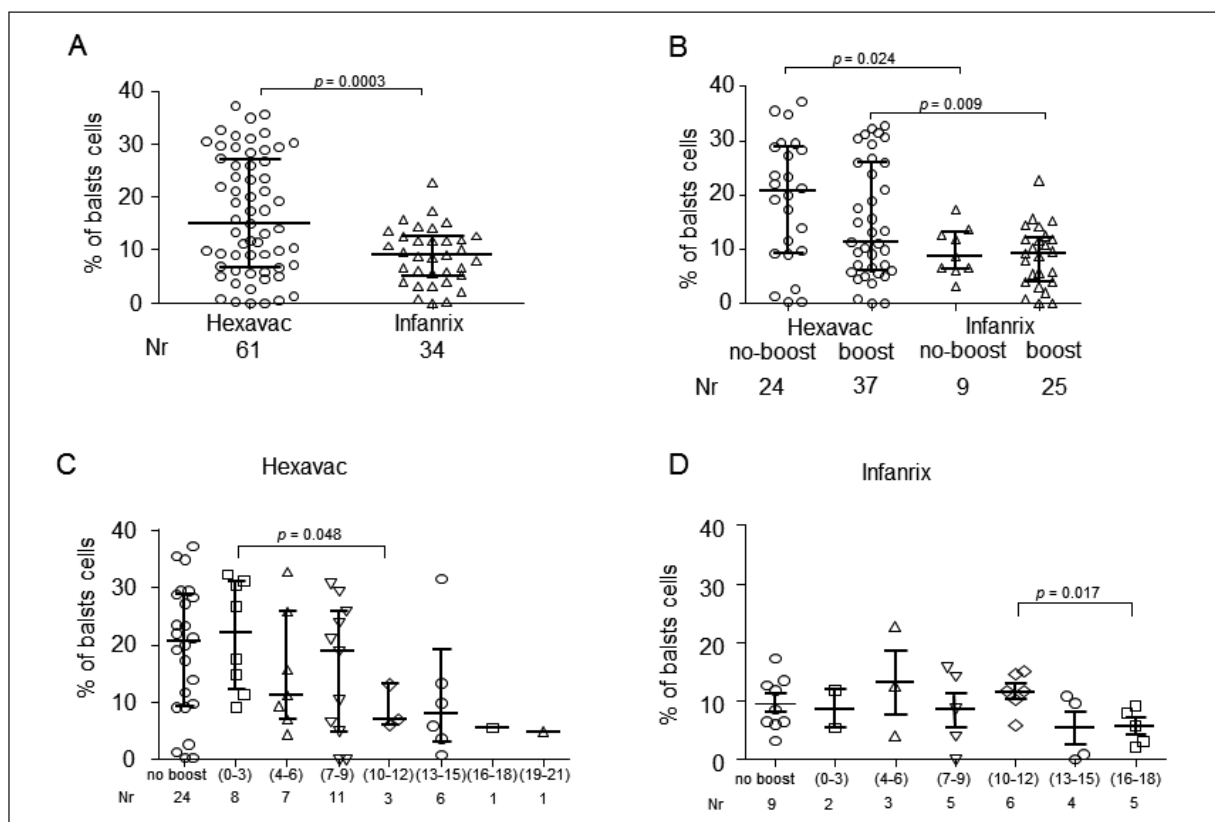 A
p = 0.0003
% of balsts cells
40
30
20
10
0
Hexavac Infanrix
Nr 61 34
B
p = 0.024
p = 0.009
% of balsts cells
40
30
20
10
0
Hexavac Infanrix
no-boost boost no-boost boost
Nr 24 37 9 25
C Hexavac
p = 0.048
% of balsts cells
40
30
20
10
0
no boost (0-3) (4-6) (7-9) (10-12) (13-15) (16-18) (19-21)
Nr 24 8 7 11 3 6 1 1
D Infanrix
p = 0.017
% of balsts cells
40
30
20
10
0
no boost (0-3) (4-6) (7-9) (10-12) (13-15) (16-18)
Nr 9 2 3 5 6 4 5